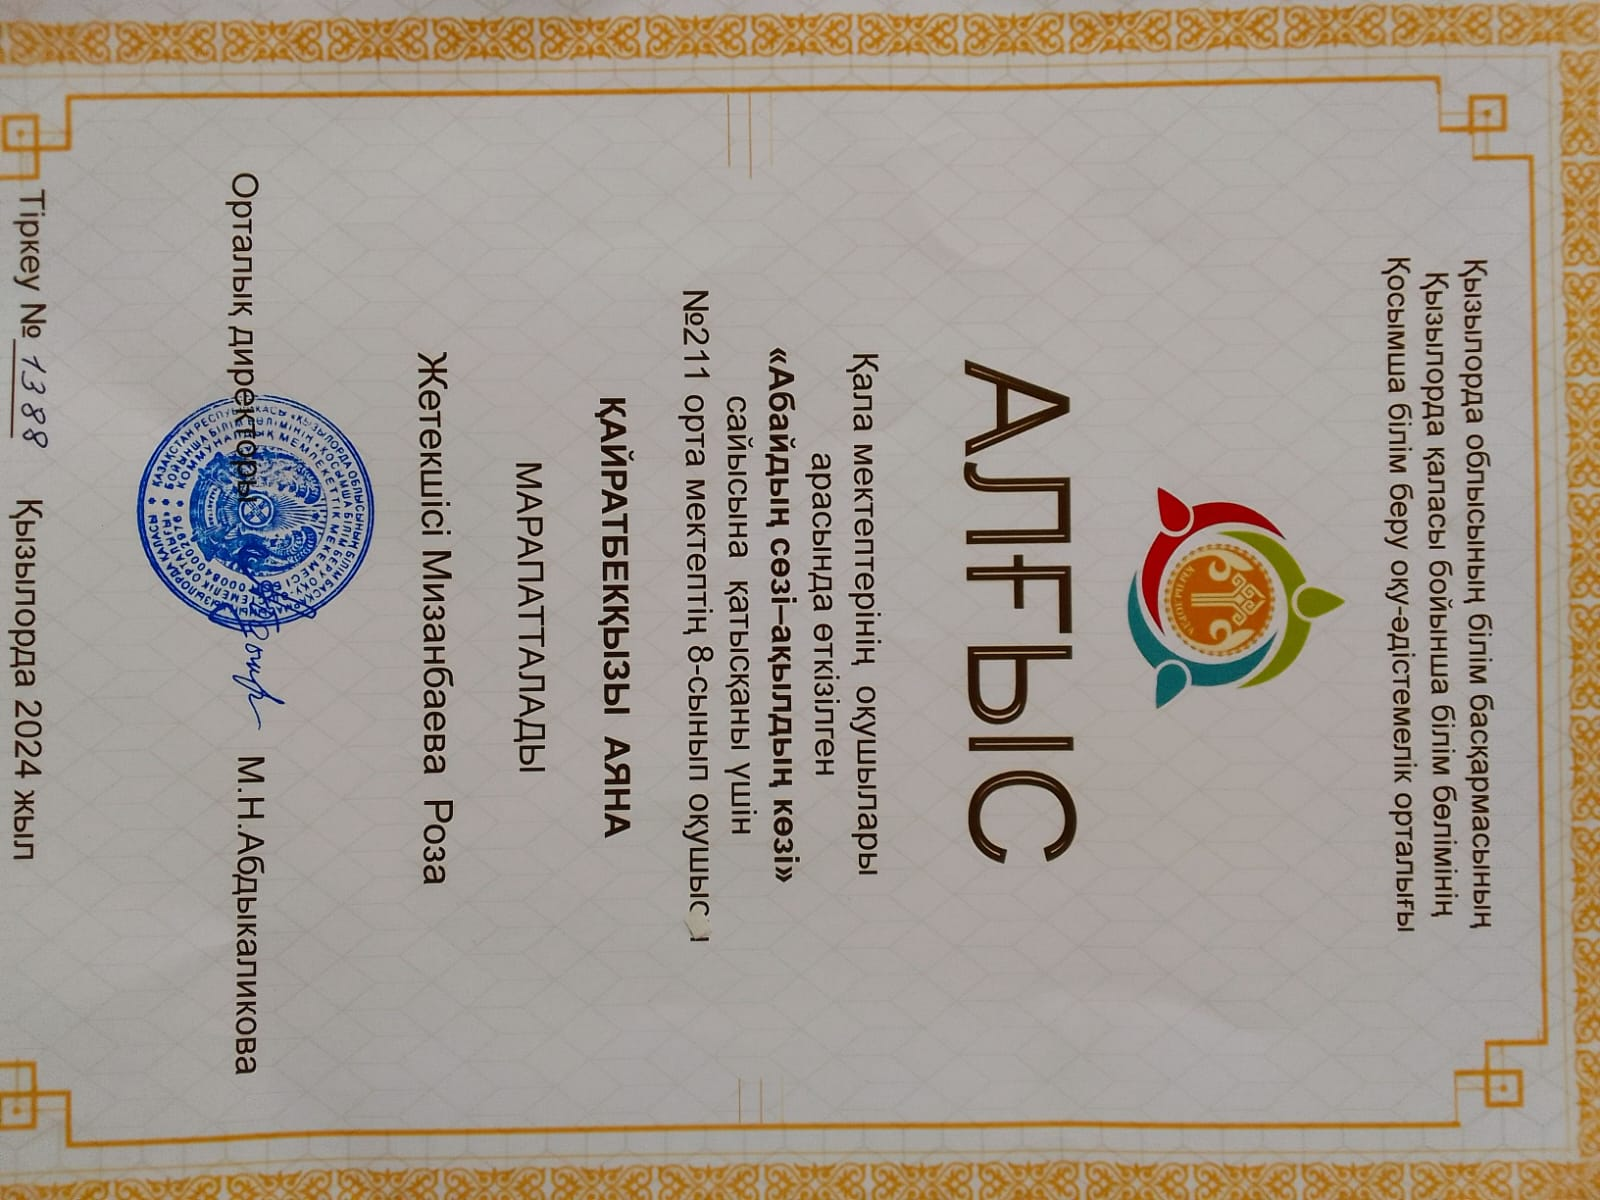 Қызылорда облысының білім басқармасының
Қызылорда қаласы бойынша білім бөлімінің
Қосымша білім беру оқу-әдістемелік орталығы
ҚЫЗЫЛОРДА
АЛҒЫС
Қала мектептерінің оқушылары
арасында өткізілген
«Абайдың сөзі–ақылдың көзі»
сайысына қатысқаны үшін
№211 орта мектептің 8-сынып оқушысы
ҚАЙРАТБЕКҚЫЗЫ АЯНА
МАРАПАТТАЛАДЫ
Жетекшісі Мизанбаева Роза
Орталық директоры М.Н.Абдыкаликова
Тіркеу № 1388 Қызылорда 2024 жыл